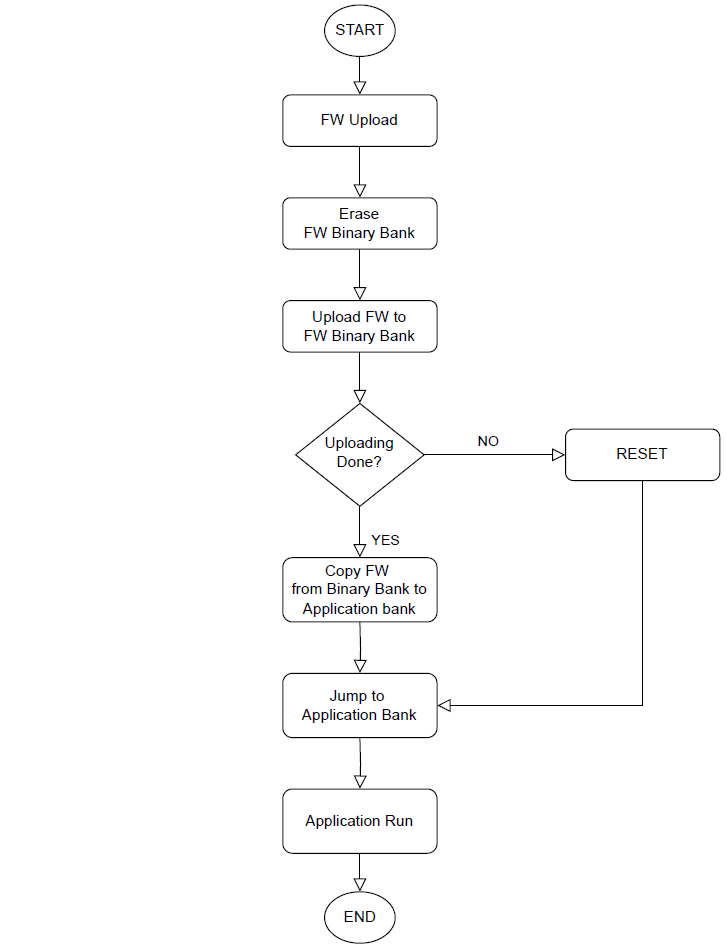 START
FW Upload
Erase
FW Binary Bank
Upload FW to
FW Binary Bank
Uploading
Done?
NO
RESET
YES
Copy FW
from Binary Bank to
Application bank
Jump to
Application Bank
Application Run
END